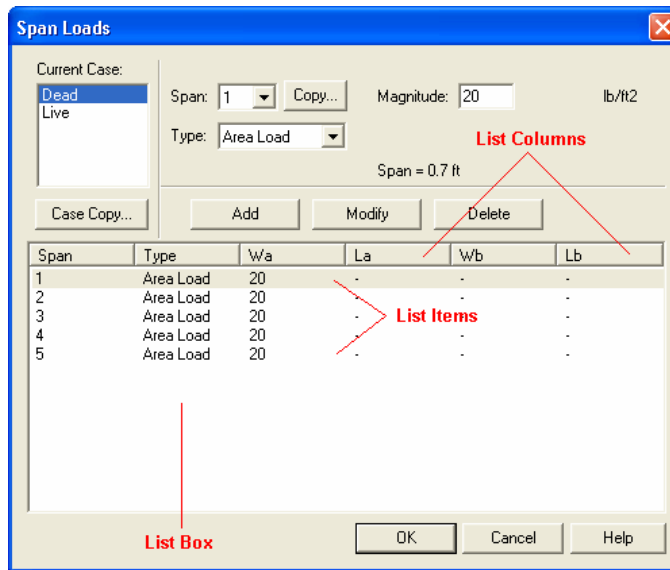 Span Loads
Current Case:
Dead
Live
Span: 1 Copy... Magnitude: 20 lb/ft2
Type: Area Load
List Columns
Span = 0.7 ft
Case Copy... Add Modify Delete
Span Type Wa La Wb Lb
1 Area Load 20 - - -
2 Area Load 20 - - -
3 Area Load 20 - - -
List Items
4 Area Load 20 - - -
5 Area Load 20 - - -
List Box
OK Cancel Help